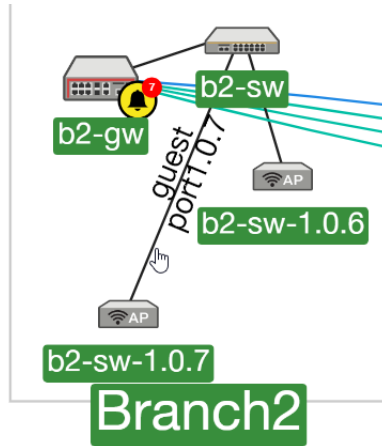 7
b2-sw
b2-gw
guest
port1.0.7
AP
b2-sw-1.0.6
AP
b2-sw-1.0.7
Branch2